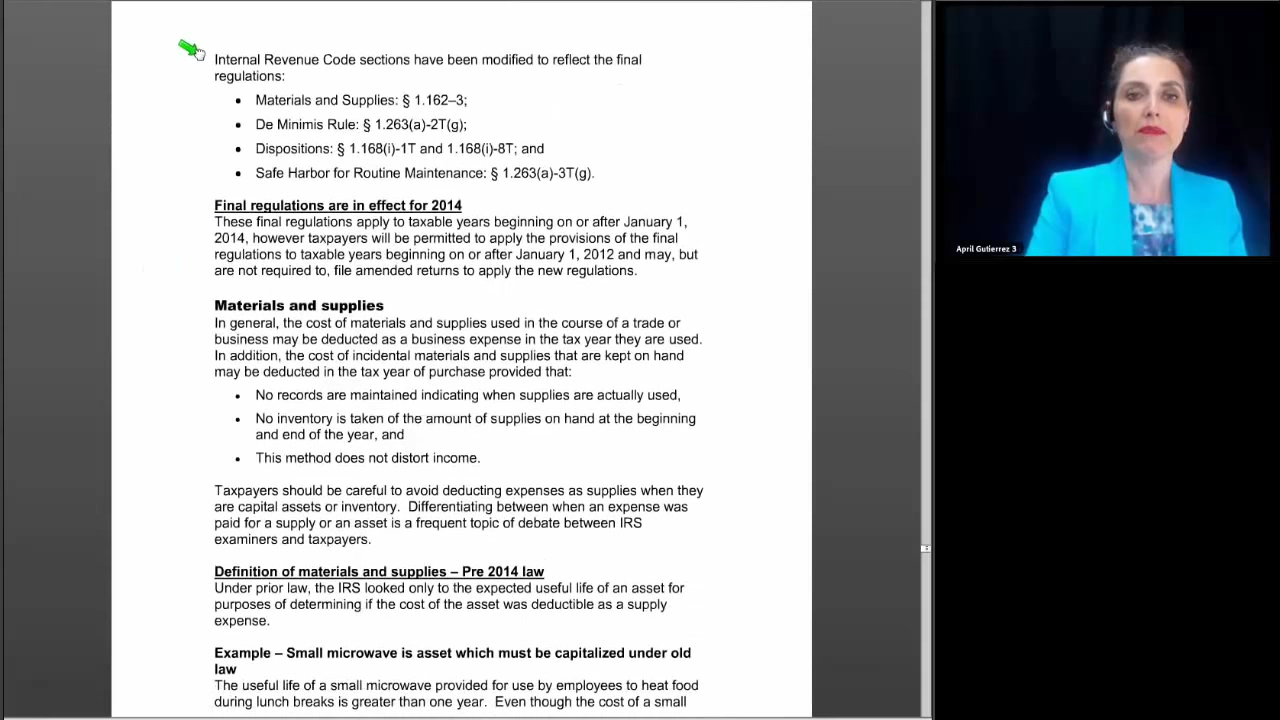 Internal Revenue Code sections have been modified to reflect the final
regulations:
• Materials and Supplies: § 1.162–3;
• De Minimis Rule: § 1.263(a)-2T(g);
• Dispositions: § 1.168(i)-1T and 1.168(i)-8T; and
• Safe Harbor for Routine Maintenance: § 1.263(a)-3T(g).
Final regulations are in effect for 2014
These final regulations apply to taxable years beginning on or after January 1,
2014, however taxpayers will be permitted to apply the provisions of the final
regulations to taxable years beginning on or after January 1, 2012 and may, but
are not required to, file amended returns to apply the new regulations.
Materials and supplies
In general, the cost of materials and supplies used in the course of a trade or
business may be deducted as a business expense in the tax year they are used.
In addition, the cost of incidental materials and supplies that are kept on hand
may be deducted in the tax year of purchase provided that:
• No records are maintained indicating when supplies are actually used,
• No inventory is taken of the amount of supplies on hand at the beginning
and end of the year, and
• This method does not distort income.
Taxpayers should be careful to avoid deducting expenses as supplies when they
are capital assets or inventory.  Differentiating between when an expense was
paid for a supply or an asset is a frequent topic of debate between IRS
examiners and taxpayers.
Definition of materials and supplies – Pre 2014 law
Under prior law, the IRS looked only to the expected useful life of an asset for
purposes of determining if the cost of the asset was deductible as a supply
expense.
Example – Small microwave is asset which must be capitalized under old
law
The useful life of a small microwave provided for use by employees to heat food
during lunch breaks is greater than one year.  Even though the cost of a small
April Gutierrez 3